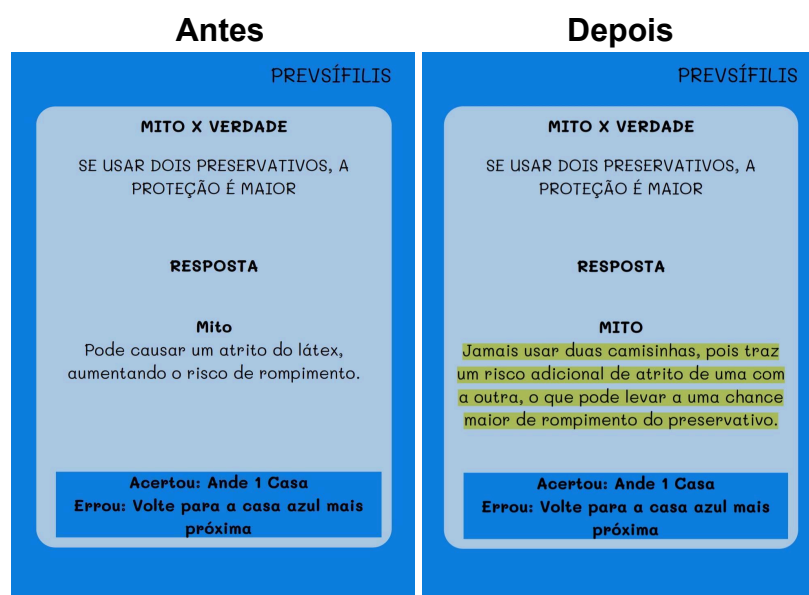 Antes
PREVSÍFILIS
MITO X VERDADE
SE USAR DOIS PRESERVATIVOS, A
PROTEÇÃO É MAIOR
RESPOSTA
Mito
Pode causar um atrito do látex,
aumentando o risco de rompimento.
Acertou: Ande 1 Casa
Errou: Volte para a casa azul mais
próxima
Depois
PREVSÍFILIS
MITO X VERDADE
SE USAR DOIS PRESERVATIVOS, A
PROTEÇÃO É MAIOR
RESPOSTA
MITO
Jamais usar duas camisinhas, pois traz
um risco adicional de atrito de uma com
a outra, o que pode levar a uma chance
maior de rompimento do preservativo.
Acertou: Ande 1 Casa
Errou: Volte para a casa azul mais
próxima